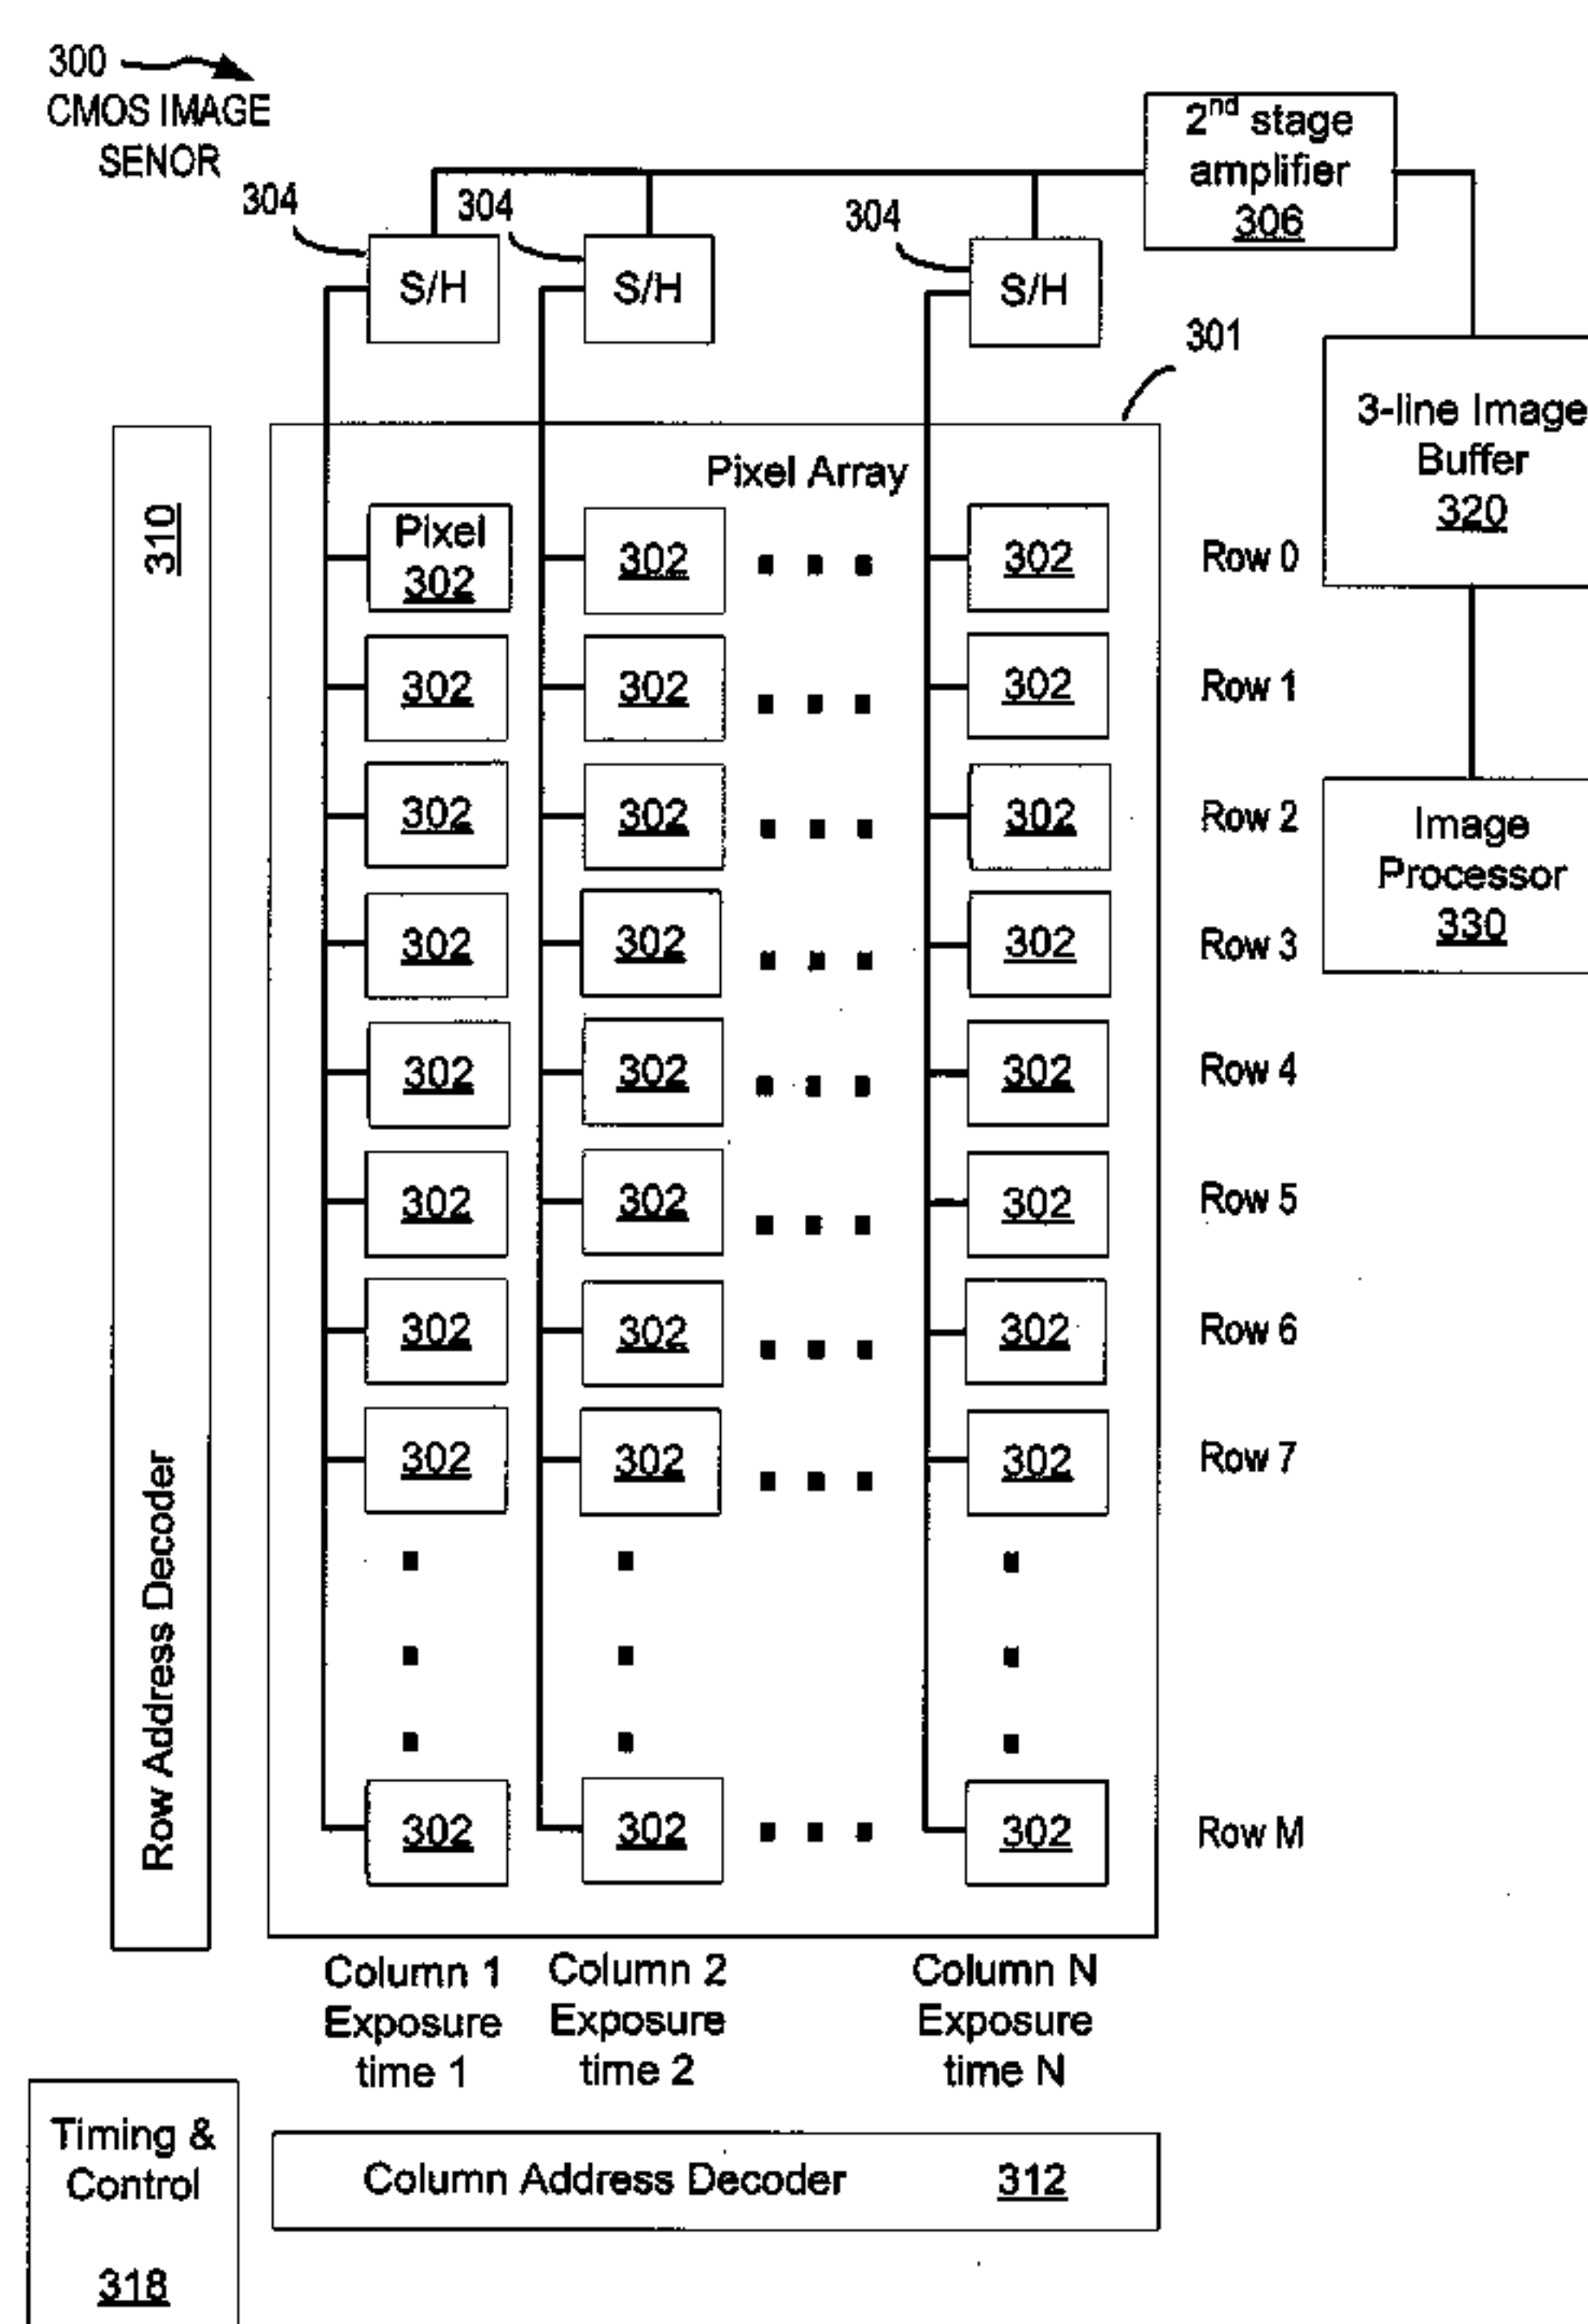 300
CMOS IMAGE
SENOR
2nd stage
amplifier
306
304
304
304
S/H
S/H
S/H
301
3-line Image
Buffer
320
Pixel Array
310
Row Address Decoder
Pixel
302
302
302
Row 0
302
302
302
Row 1
302
302
302
Row 2
Image
Processor
330
302
302
302
Row 3
302
302
302
Row 4
302
302
302
Row 5
302
302
302
Row 6
302
302
302
Row 7
302
302
302
Row M
Column 1
Exposure
time 1
Column 2
Exposure
time 2
Column N
Exposure
time N
Timing &
Control
318
Column Address Decoder 312